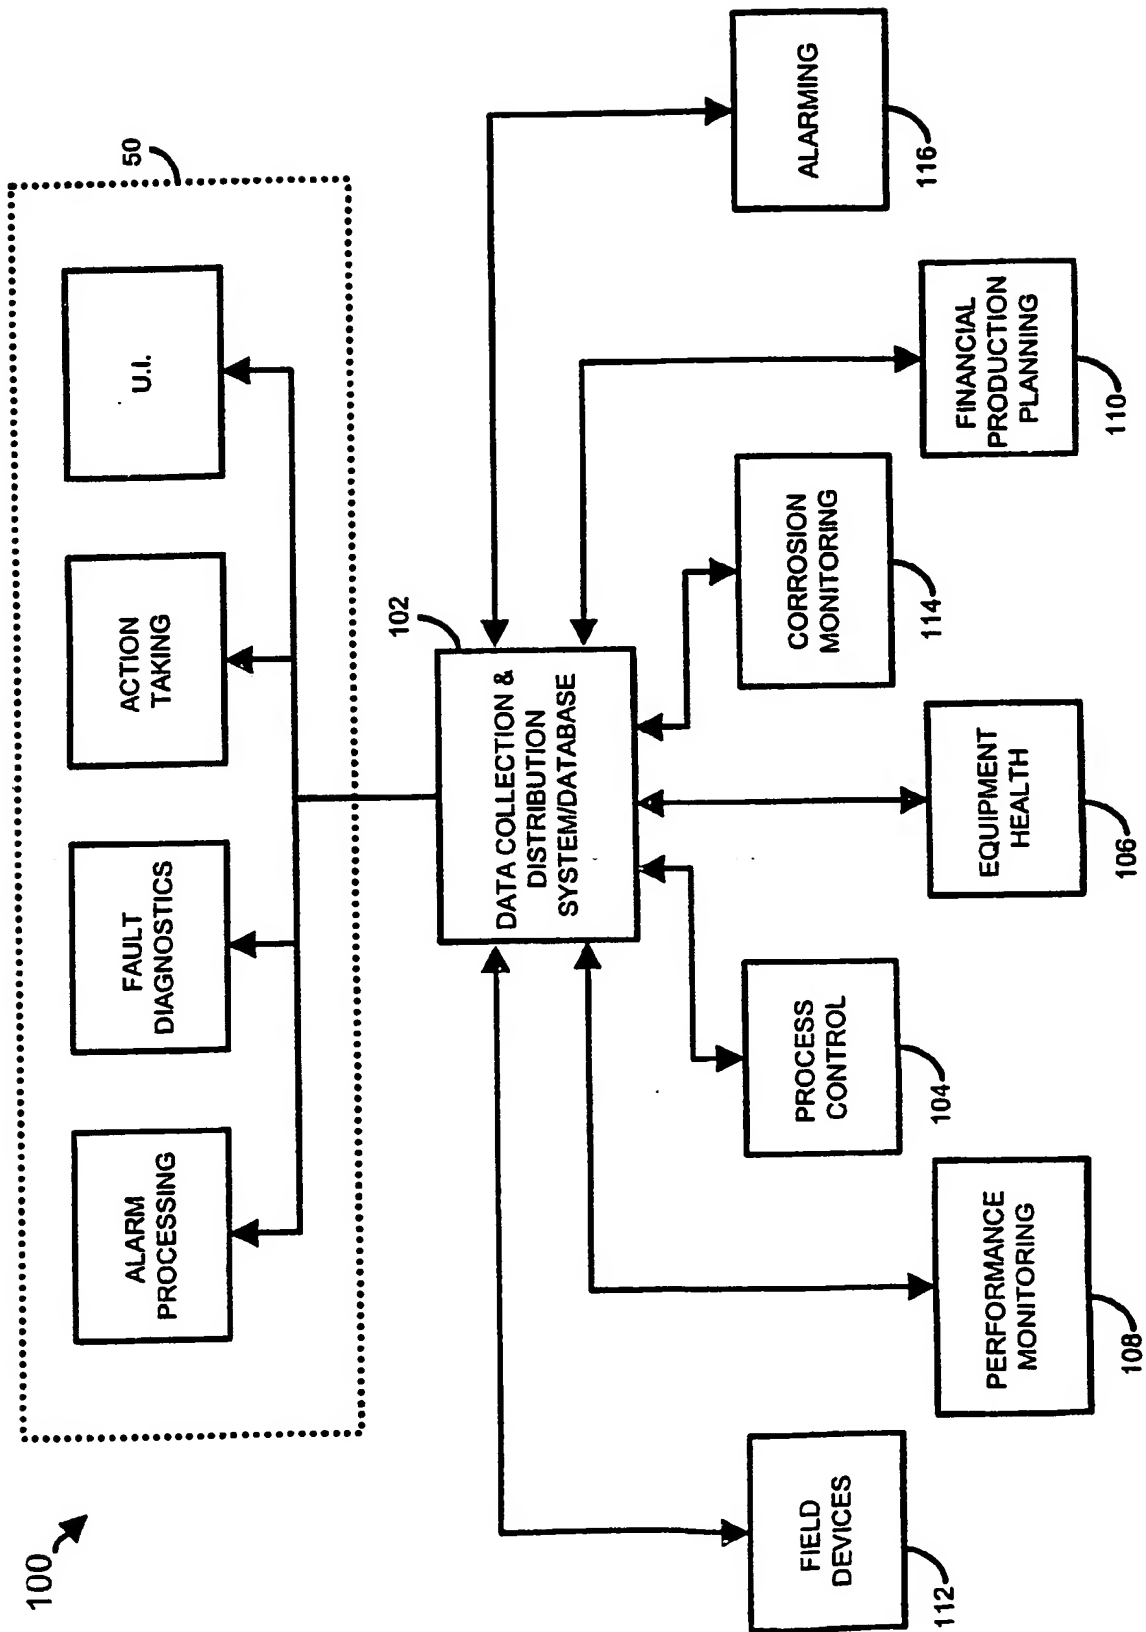 100
50
ALARM
PROCESSING
FAULT
DIAGNOSTICS
ACTION
TAKING
U.I.
102
DATA COLLECTION &
DISTRIBUTION
SYSTEM/DATABASE
FIELD
DEVICES
112
PERFORMANCE
MONITORING
108
PROCESS
CONTROL
104
EQUIPMENT
HEALTH
106
CORROSION
MONITORING
114
FINANCIAL
PRODUCTION
PLANNING
110
ALARMING
116